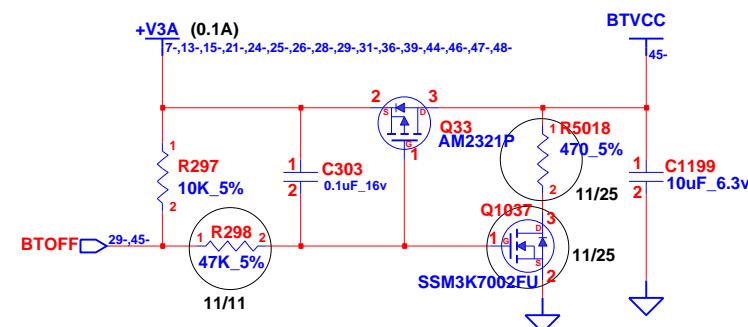 +V3A (0.1A)
7-,13-,15-,21-,24-,25-,26-,28-,29-,31-,36-,39-,44-,46-,47-,48-
BTVCC
45-
2
3
S
D
G
1
Q33
AM2321P
1
R297
10K_5%
2
1
C303
0.1uF_16v
2
1
R5018
470_5%
2
11/25
1
C1199
10uF_6.3v
2
BTOFF
29-,45-
1
R298
2
47K_5%
11/11
Q1037
3
D
1
G
S
2
11/25
SSM3K7002FU